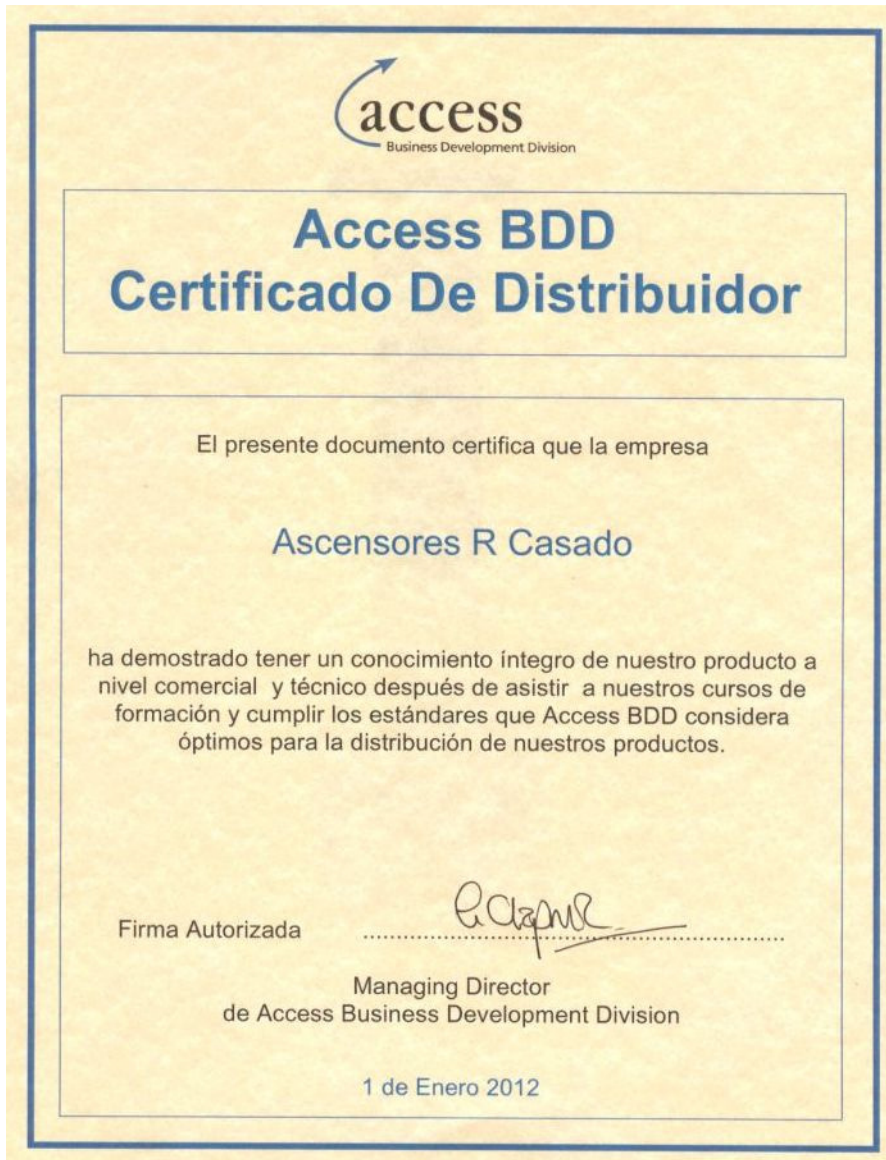 access
Business Development Division
Access BDD
Certificado De Distribuidor
El presente documento certifica que la empresa
Ascensores R Casado
ha demostrado tener un conocimiento íntegro de nuestro producto a
nivel comercial y técnico después de asistir a nuestros cursos de
formación y cumplir los estándares que Access BDD considera
óptimos para la distribución de nuestros productos.
Firma Autorizada
Managing Director
de Access Business Development Division
1 de Enero 2012